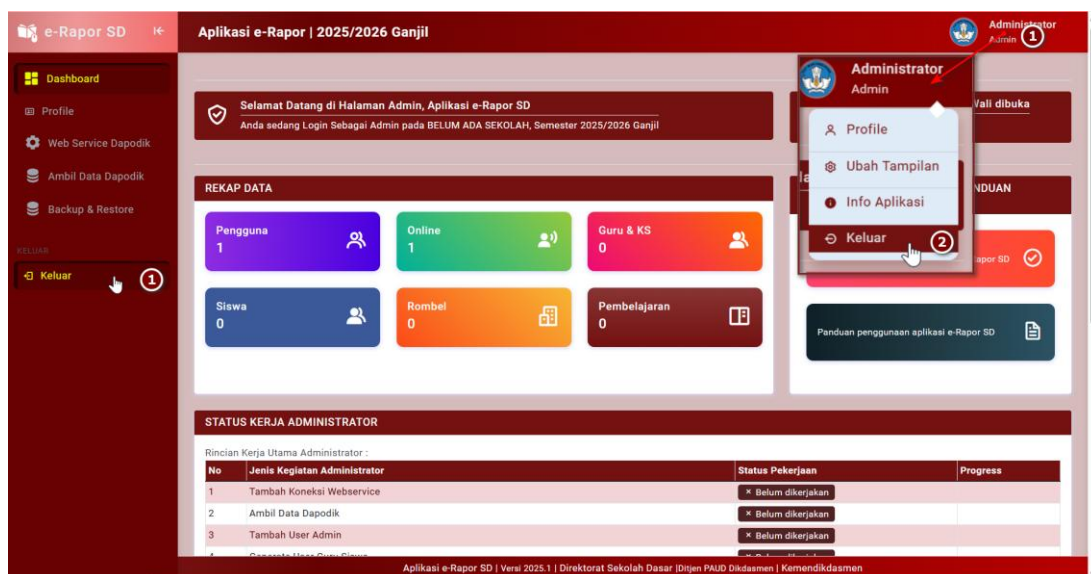 e-Rapor SD
Aplikasi e-Rapor | 2025/2026 Ganjil
Administrator
Admin
1
Dashboard
Profile
Web Service Dapodik
Ambil Data Dapodik
Backup & Restore
KELUAR
Keluar
1
Selamat Datang di Halaman Admin, Aplikasi e-Rapor SD
Anda sedang Login Sebagai Admin pada BELUM ADA SEKOLAH, Semester 2025/2026 Ganjil
Wali dibuka
Administrator
Admin
Profile
Ubah Tampilan
Info Aplikasi
Keluar
2
REKAP DATA
Pengguna
1
Online
1
Guru & KS
0
Siswa
0
Rombel
0
Pembelajaran
0
NDUAN
apor SD
Panduan penggunaan aplikasi e-Rapor SD
STATUS KERJA ADMINISTRATOR
Rincian Kerja Utama Administrator :
No Jenis Kegiatan Administrator Status Pekerjaan Progress
1 Tambah Koneksi Webservice × Belum dikerjakan
2 Ambil Data Dapodik × Belum dikerjakan
3 Tambah User Admin × Belum dikerjakan
Aplikasi e-Rapor SD | Versi 2025.1 | Direktorat Sekolah Dasar |Ditjen PAUD Dikdasmen | Kemendikdasmen